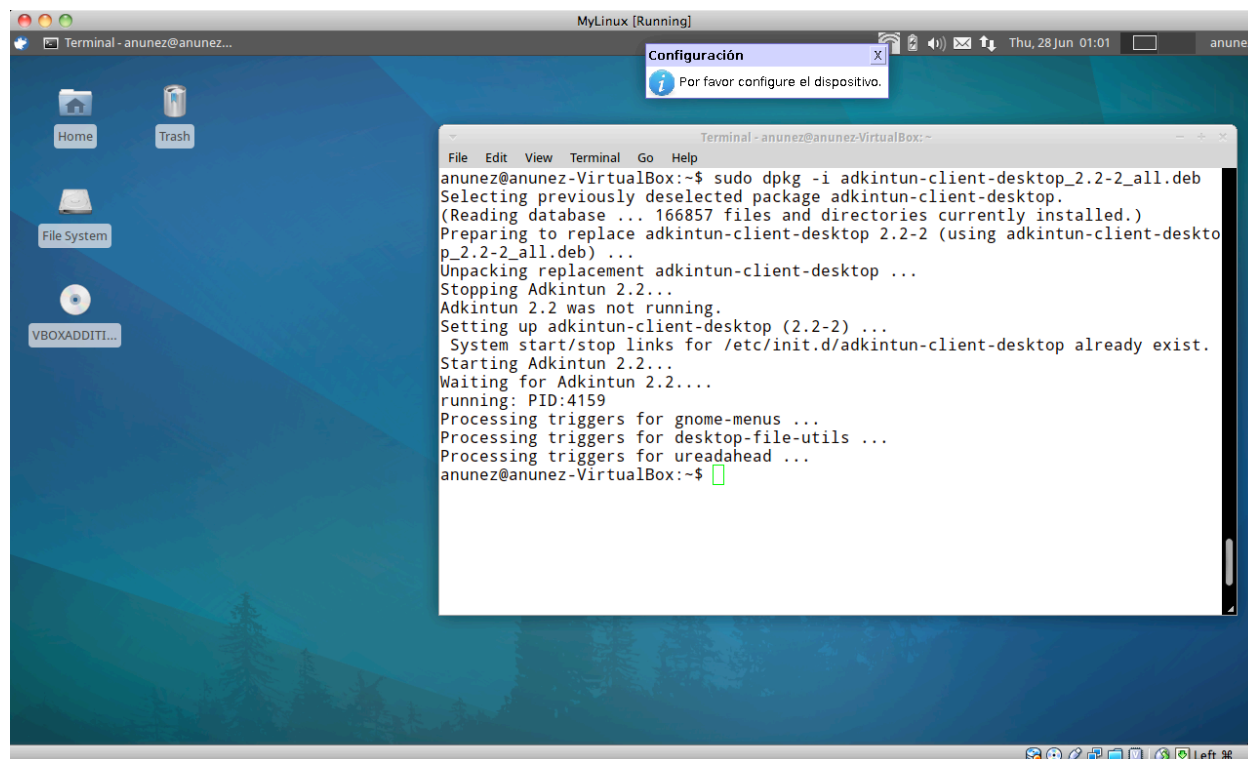 MyLinux [Running]
Terminal - anunez@anunez...
Thu, 28 Jun 01:01
anune
Configuración
X
Por favor configure el dispositivo.
Home
Trash
File System
VBOXADDITI...
Terminal - anunez@anunez-VirtualBox: ~
File Edit View Terminal Go Help
anunez@anunez-VirtualBox:~$ sudo dpkg -i adkintun-client-desktop_2.2-2_all.deb
Selecting previously deselected package adkintun-client-desktop.
(Reading database ... 166857 files and directories currently installed.)
Preparing to replace adkintun-client-desktop 2.2-2 (using adkintun-client-deskto
p_2.2-2_all.deb) ...
Unpacking replacement adkintun-client-desktop ...
Stopping Adkintun 2.2...
Adkintun 2.2 was not running.
Setting up adkintun-client-desktop (2.2-2) ...
 System start/stop links for /etc/init.d/adkintun-client-desktop already exist.
Starting Adkintun 2.2...
Waiting for Adkintun 2.2....
running: PID:4159
Processing triggers for gnome-menus ...
Processing triggers for desktop-file-utils ...
Processing triggers for ureadahead ...
anunez@anunez-VirtualBox:~$
Left ⌘